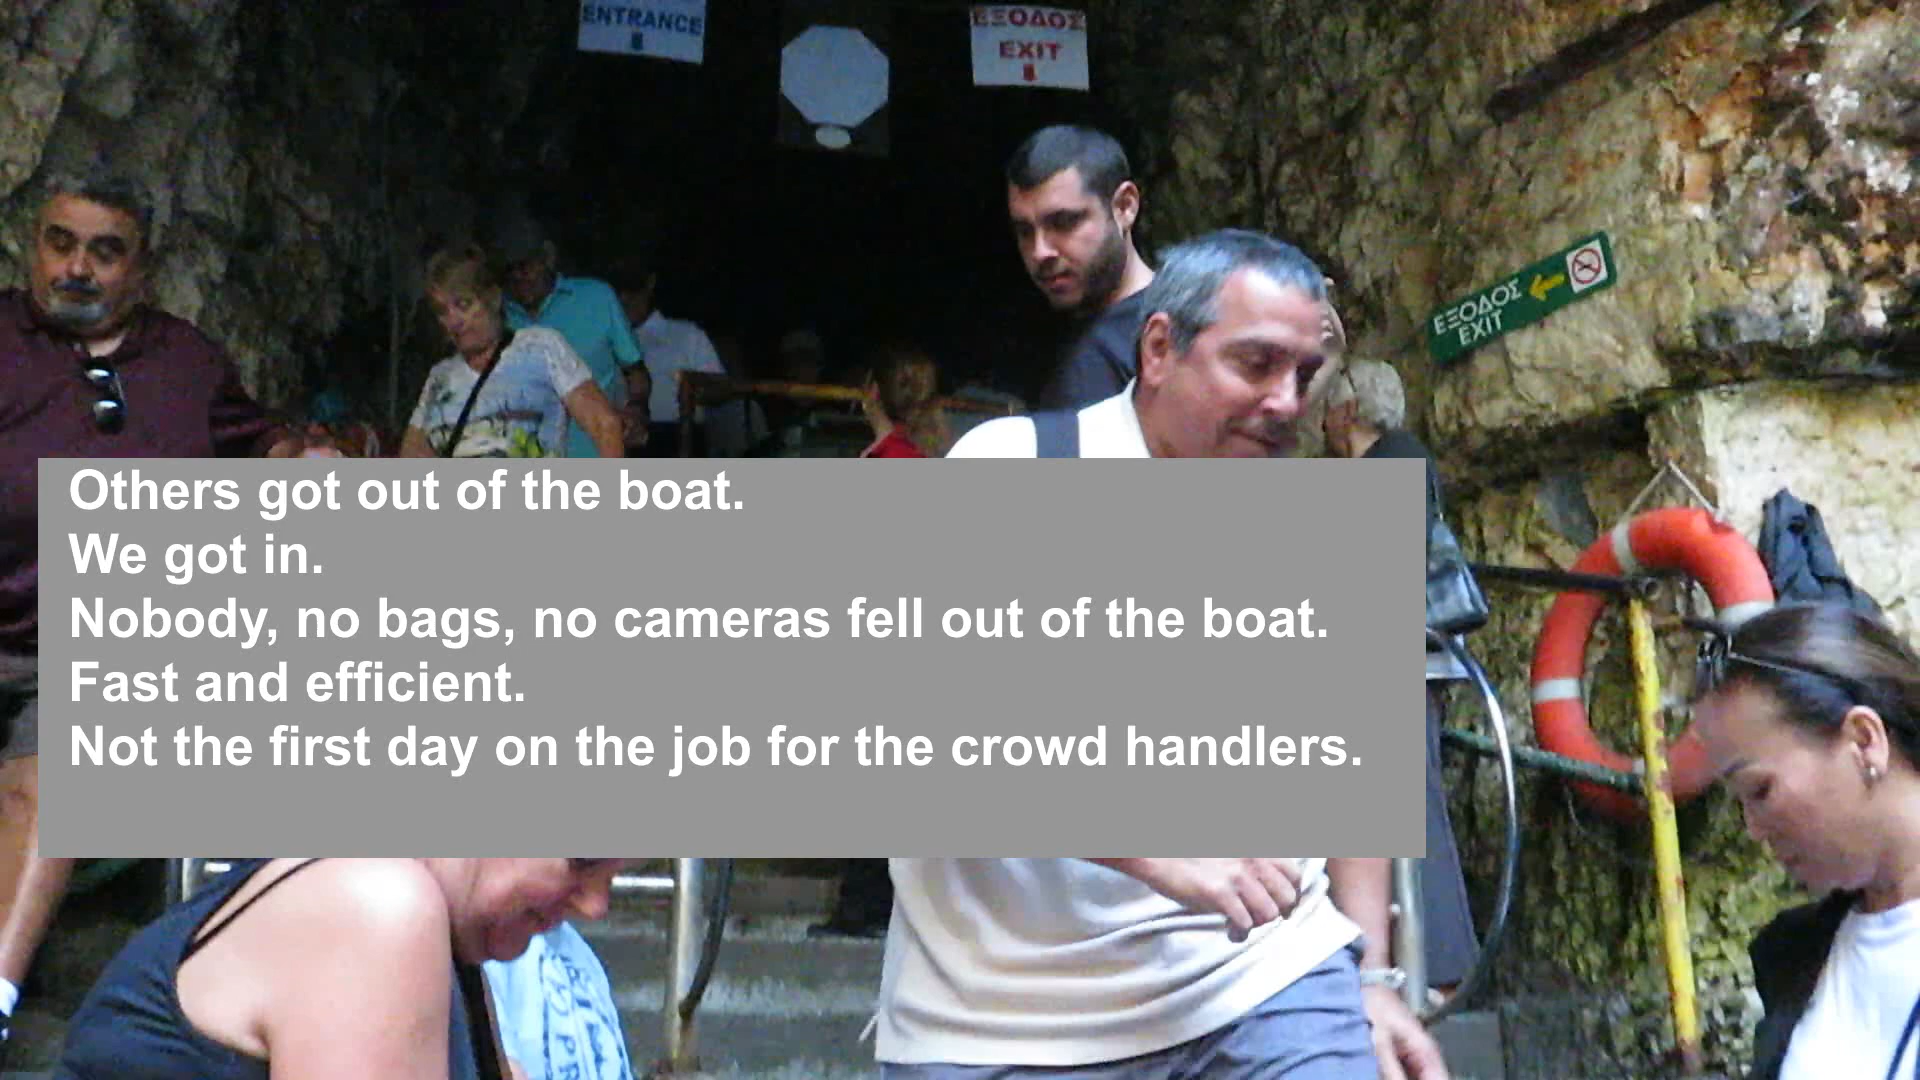 ENTRANCE
ΕΞΟΔΟΣ
EXIT
ΕΞΟΔΟΣ
EXIT
Others got out of the boat.
We got in.
Nobody, no bags, no cameras fell out of the boat.
Fast and efficient.
Not the first day on the job for the crowd handlers.